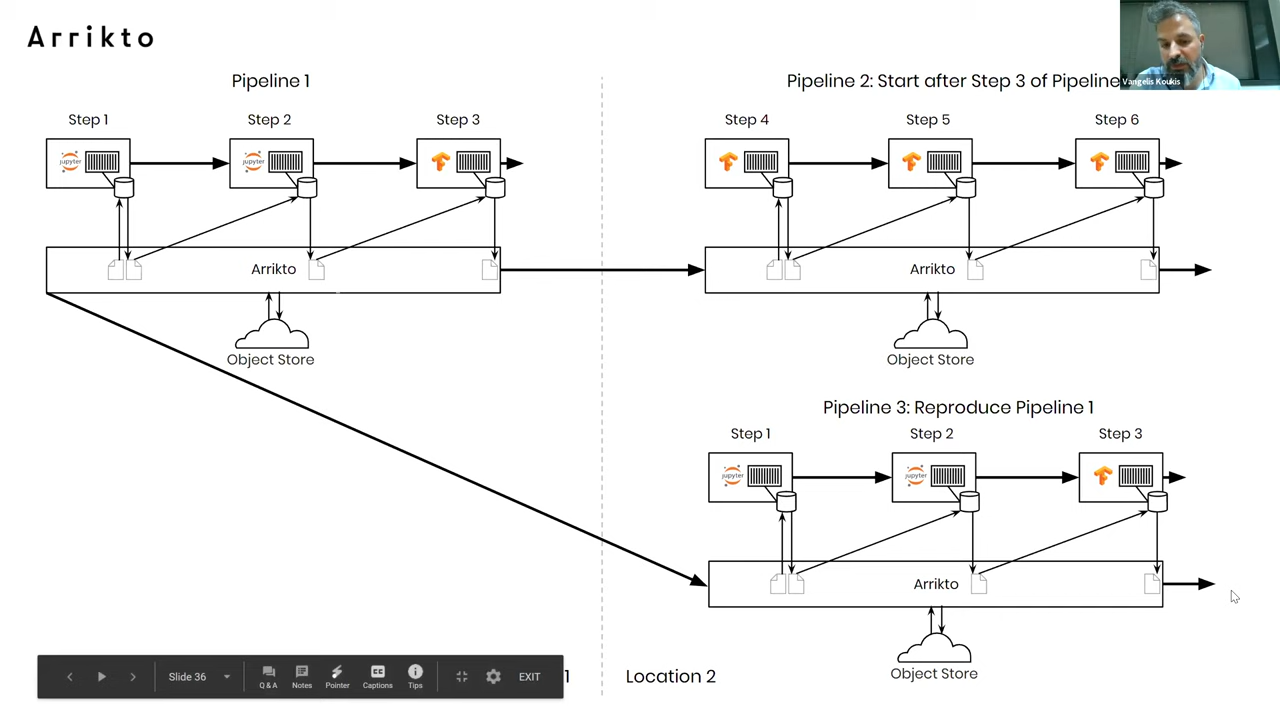 Arrikto
Vangelis Koukis
Pipeline 1
Pipeline 2: Start after Step 3 of Pipeline
Step 1
Step 2
Step 3
Step 4
Step 5
Step 6
jupyter
jupyter
Arrikto
Arrikto
Object Store
Object Store
Pipeline 3: Reproduce Pipeline 1
Step 1
Step 2
Step 3
jupyter
jupyter
Arrikto
Object Store
1
Location 2
Slide 36
Q & A
Notes
Pointer
Captions
Tips
EXIT